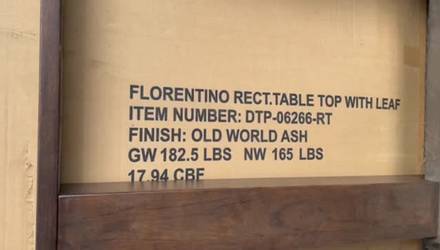 FLORENTINO RECT.TABLE TOP WITH LEAF
ITEM NUMBER: DTP-06266-RT
FINISH: OLD WORLD ASH
GW 182.5 LBS NW 165 LBS
17.94 CBF